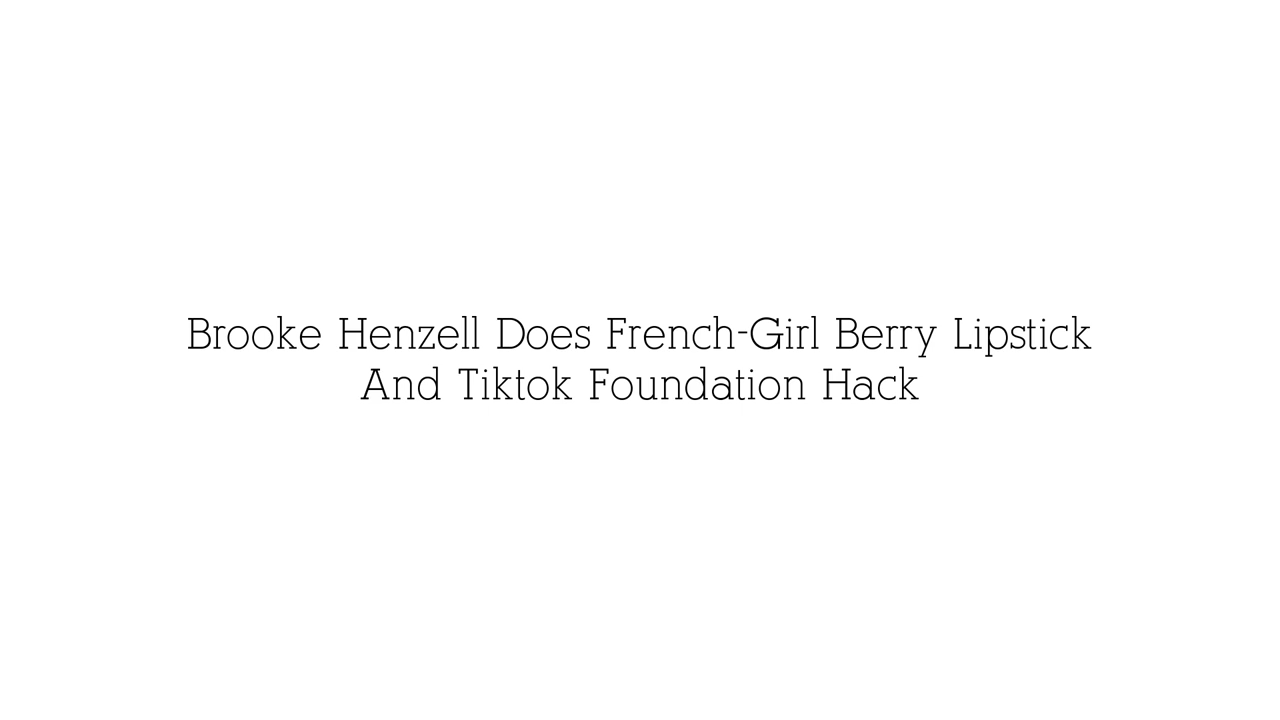 Brooke Henzell Does French-Girl Berry Lipstick
And Tiktok Foundation Hack